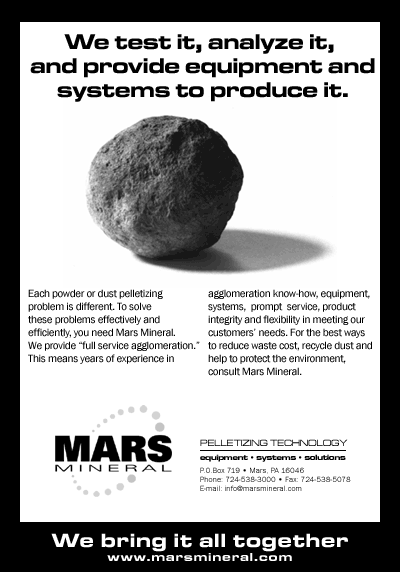 We test it, analyze it,
and provide equipment and
systems to produce it.
Each powder or dust pelletizing
problem is different. To solve
these problems effectively and
efficiently, you need Mars Mineral.
We provide "full service agglomeration."
This means years of experience in
agglomeration know-how, equipment,
systems, prompt service, product
integrity and flexibility in meeting our
customers' needs. For the best ways
to reduce waste cost, recycle dust and
help to protect the environment,
consult Mars Mineral.
MARS
MINERAL
PELLETIZING TECHNOLOGY
equipment • systems • solutions
P.O.Box 719 • Mars, PA 16046
Phone: 724-538-3000 • Fax: 724-538-5078
E-mail: info@marsmineral.com
We bring it all together
www.marsmineral.com